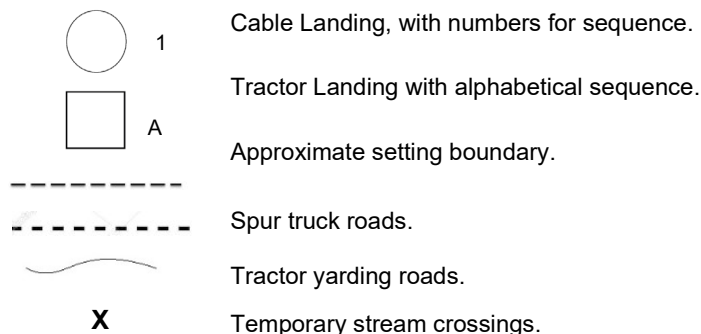 1 Cable Landing, with numbers for sequence.
A Tractor Landing with alphabetical sequence.
Approximate setting boundary.
Spur truck roads.
Tractor yarding roads.
X Temporary stream crossings.